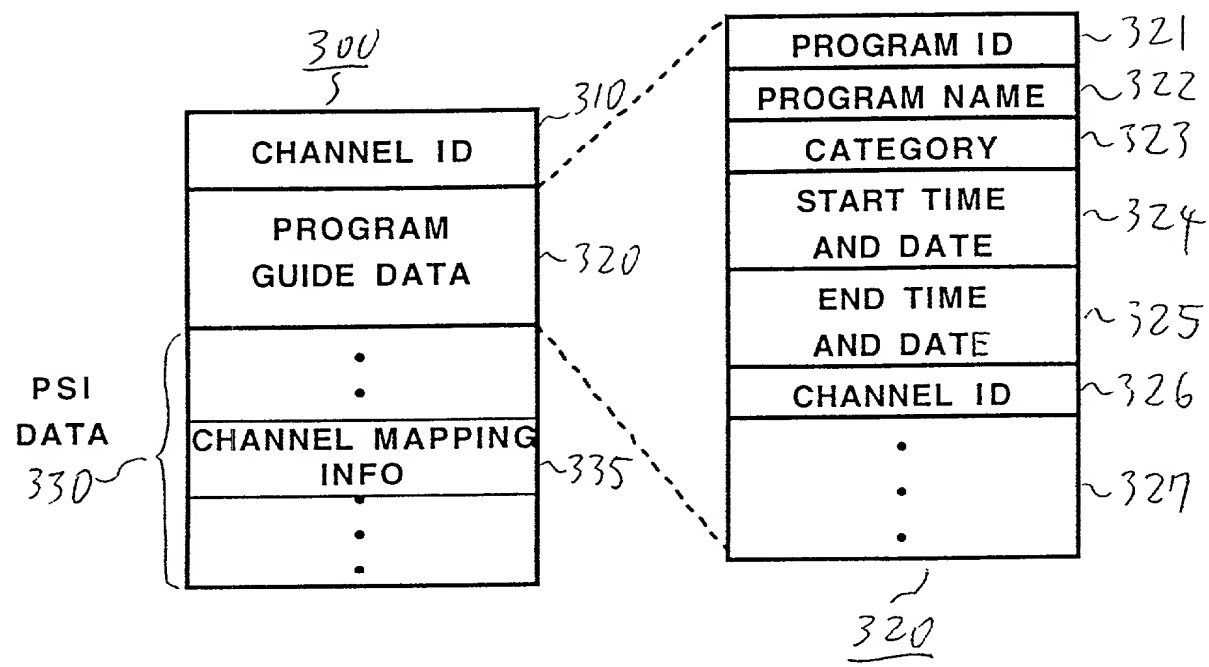 300
310
CHANNEL ID
PROGRAM
GUIDE DATA
320
PSI
DATA
330
CHANNEL MAPPING
INFO
335
PROGRAM ID
321
PROGRAM NAME
322
CATEGORY
323
START TIME
AND DATE
324
END TIME
AND DATE
325
CHANNEL ID
326
327
320